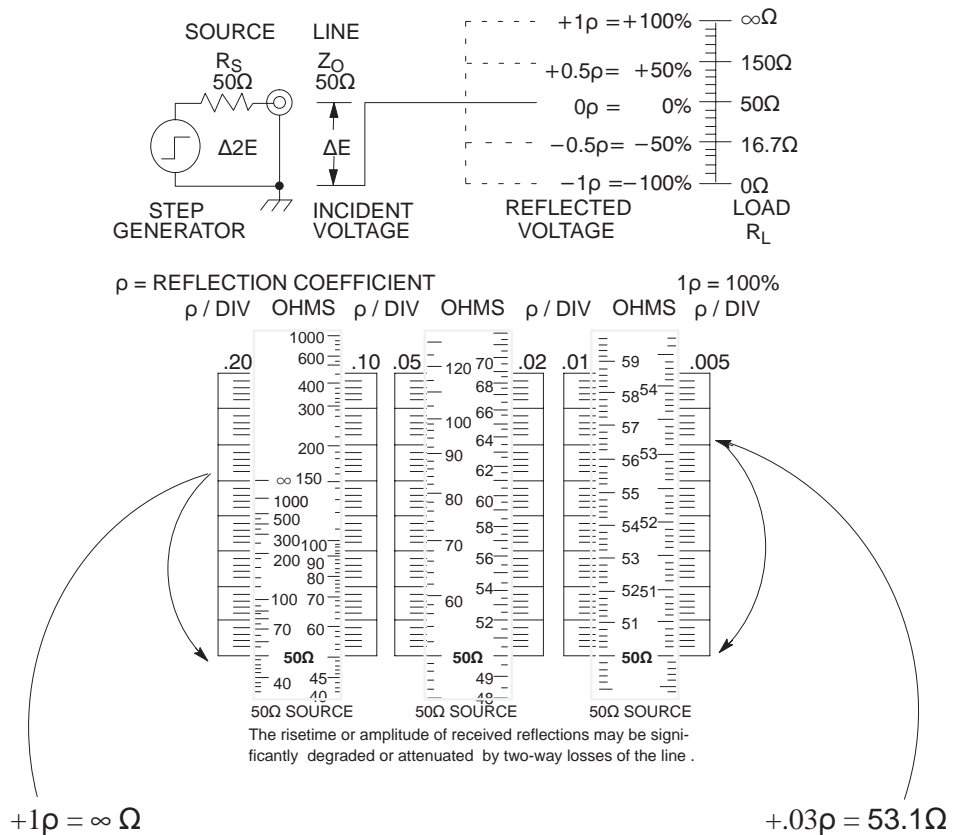 SOURCE LINE
R_S Z_O
50Ω 50Ω
Δ2E ΔE
STEP GENERATOR
INCIDENT VOLTAGE
+1ρ = +100% ∞Ω
+0.5ρ = +50% 150Ω
0ρ = 0% 50Ω
−0.5ρ = −50% 16.7Ω
−1ρ = −100% 0Ω
REFLECTED VOLTAGE
LOAD R_L
ρ = REFLECTION COEFFICIENT 1ρ = 100%
ρ / DIV OHMS ρ / DIV OHMS ρ / DIV OHMS ρ / DIV
.20 .10 .05 .02 .01 .005
1000
600
400
300
200
∞ 150
1000
500
300 100
200 90
80
100 70
70 60
50Ω
40 45
40
120 70
68
66
100 64
90 62
80 60
58
70 56
54
60 52
50Ω
49
48
59
58 54
57
56 53
55
54 52
53
52 51
51
50Ω
50Ω SOURCE 50Ω SOURCE 50Ω SOURCE
The risetime or amplitude of received reflections may be signi-
ficantly degraded or attenuated by two-way losses of the line .
+1ρ = ∞ Ω +.03ρ = 53.1Ω